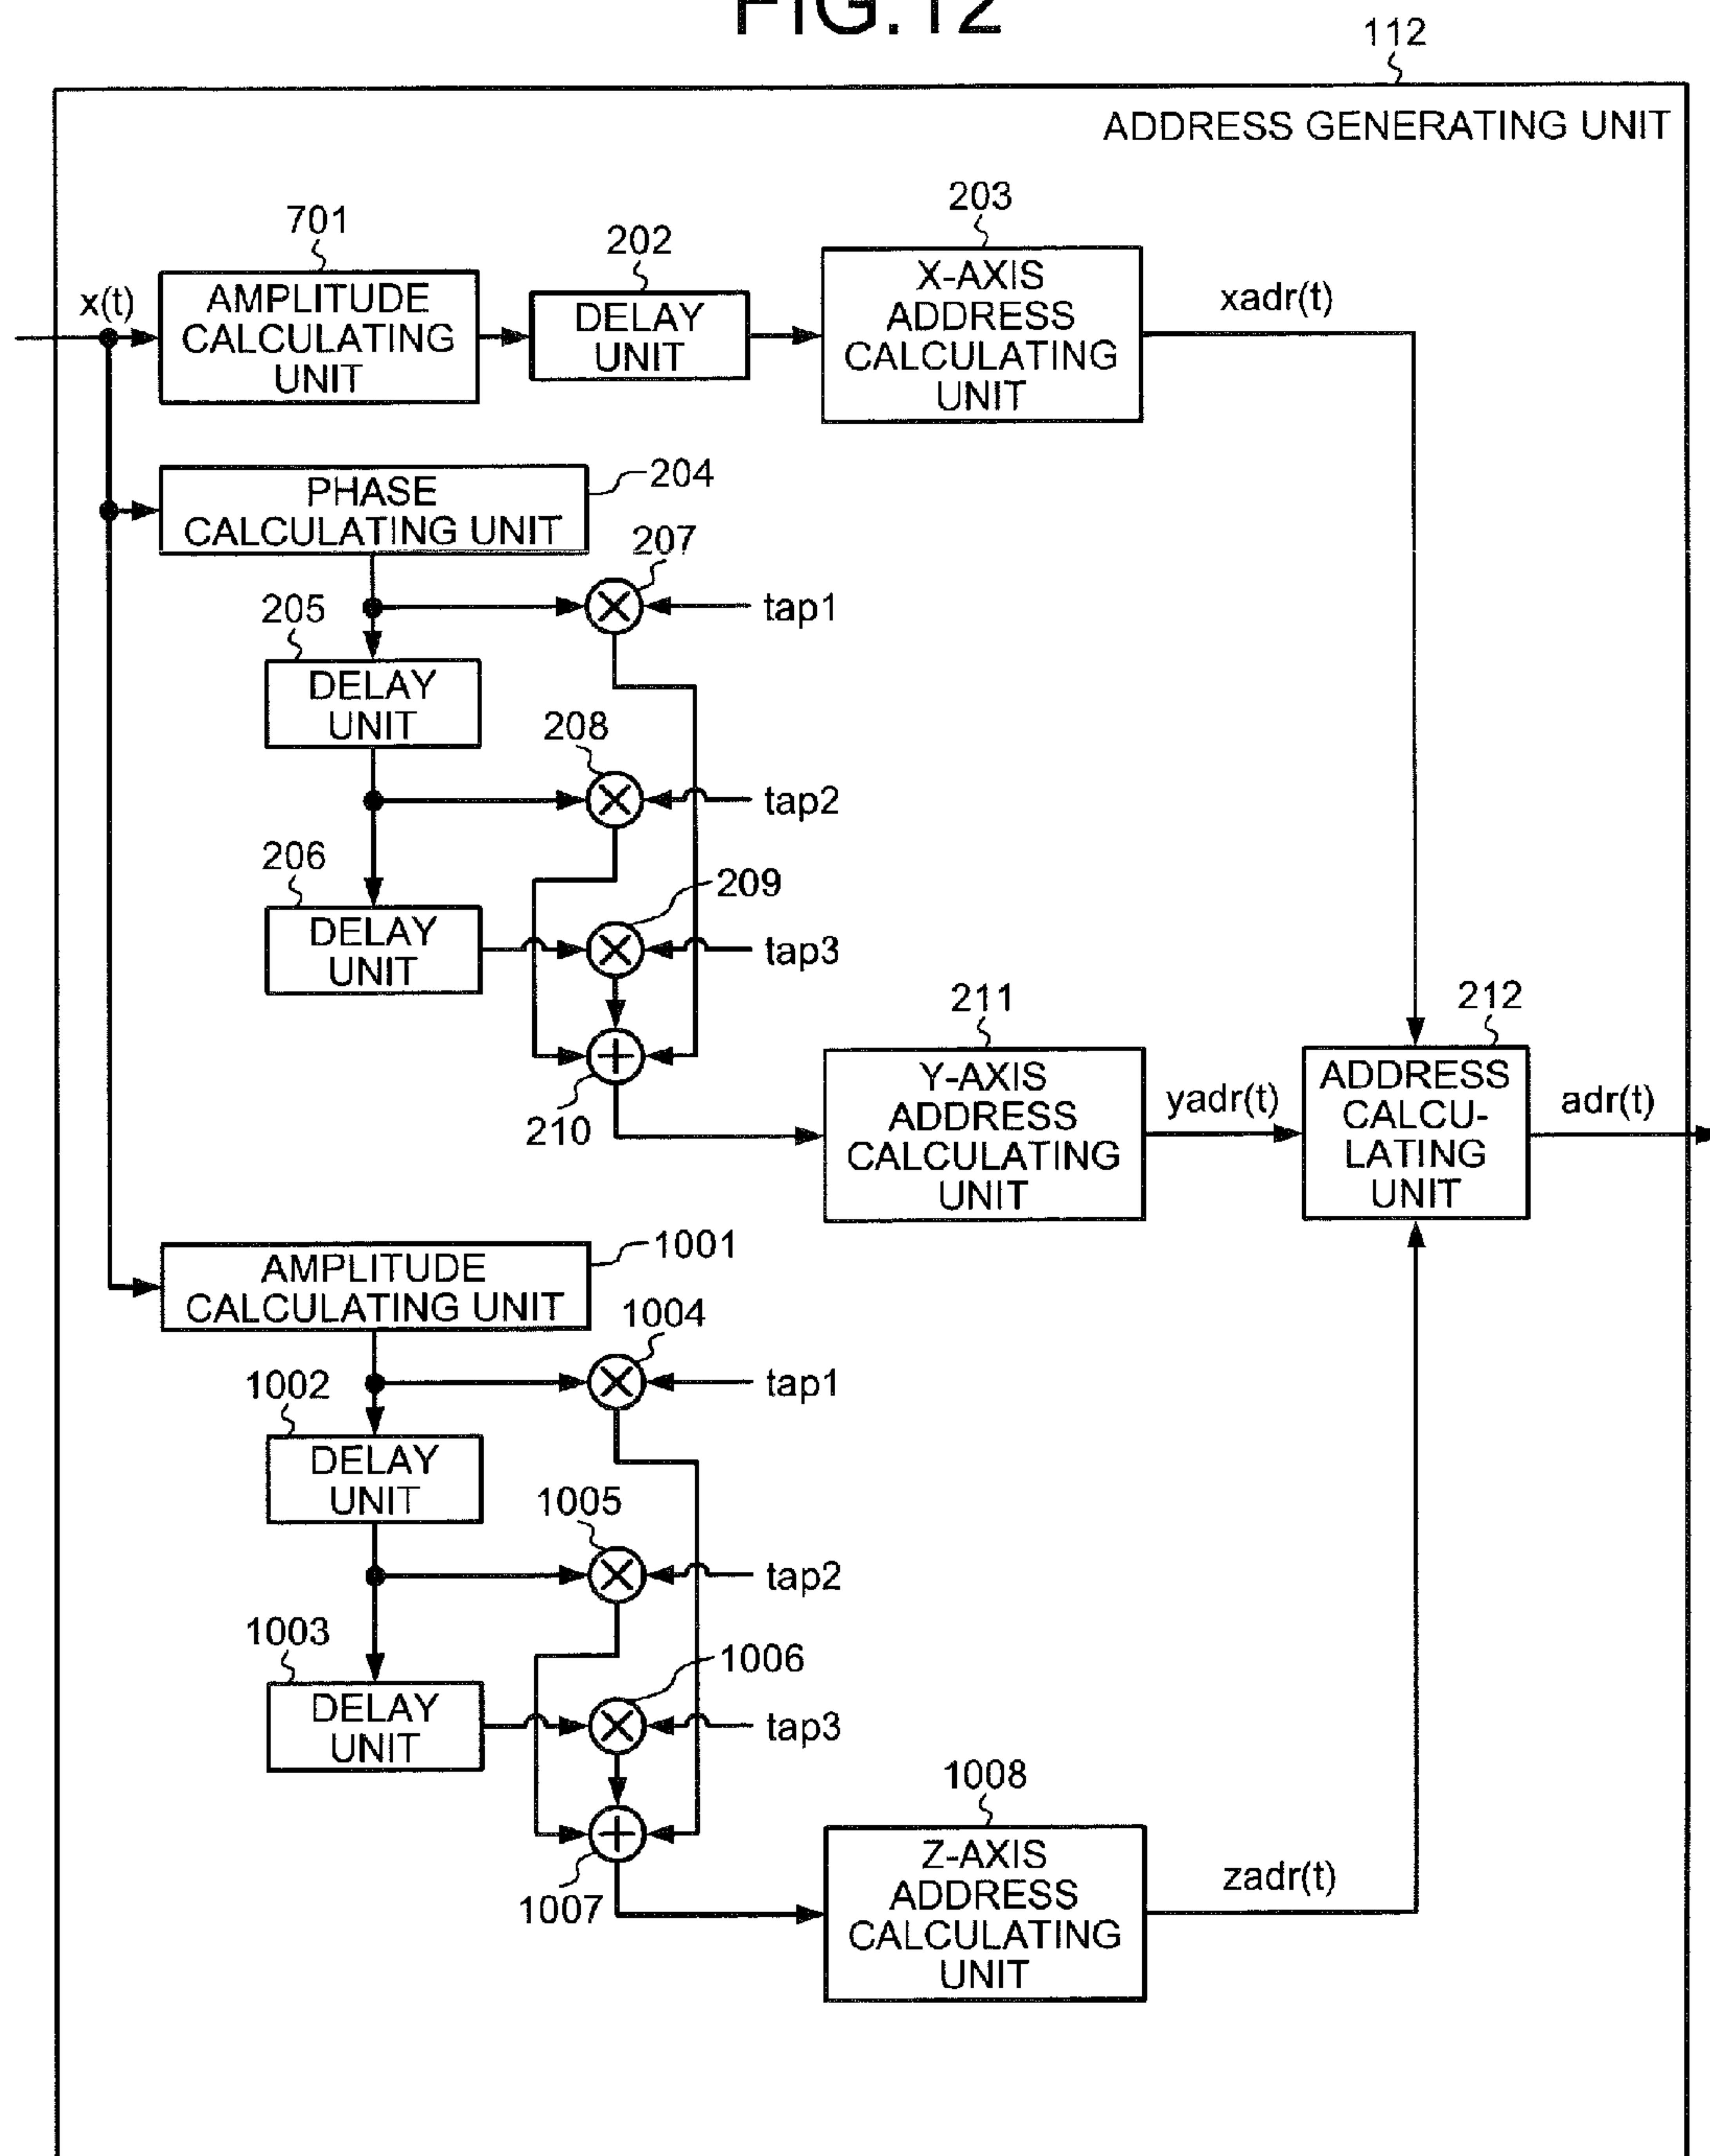 FIG.12
112
ADDRESS GENERATING UNIT
701
202
203
x(t)
AMPLITUDE
CALCULATING
UNIT
DELAY
UNIT
X-AXIS
ADDRESS
CALCULATING
UNIT
xadr(t)
204
PHASE
CALCULATING UNIT
207
tap1
205
DELAY
UNIT
208
tap2
206
DELAY
UNIT
209
tap3
210
211
Y-AXIS
ADDRESS
CALCULATING
UNIT
yadr(t)
212
ADDRESS
CALCU-
LATING
UNIT
adr(t)
1001
AMPLITUDE
CALCULATING UNIT
1004
tap1
1002
DELAY
UNIT
1005
tap2
1003
DELAY
UNIT
1006
tap3
1007
1008
Z-AXIS
ADDRESS
CALCULATING
UNIT
zadr(t)